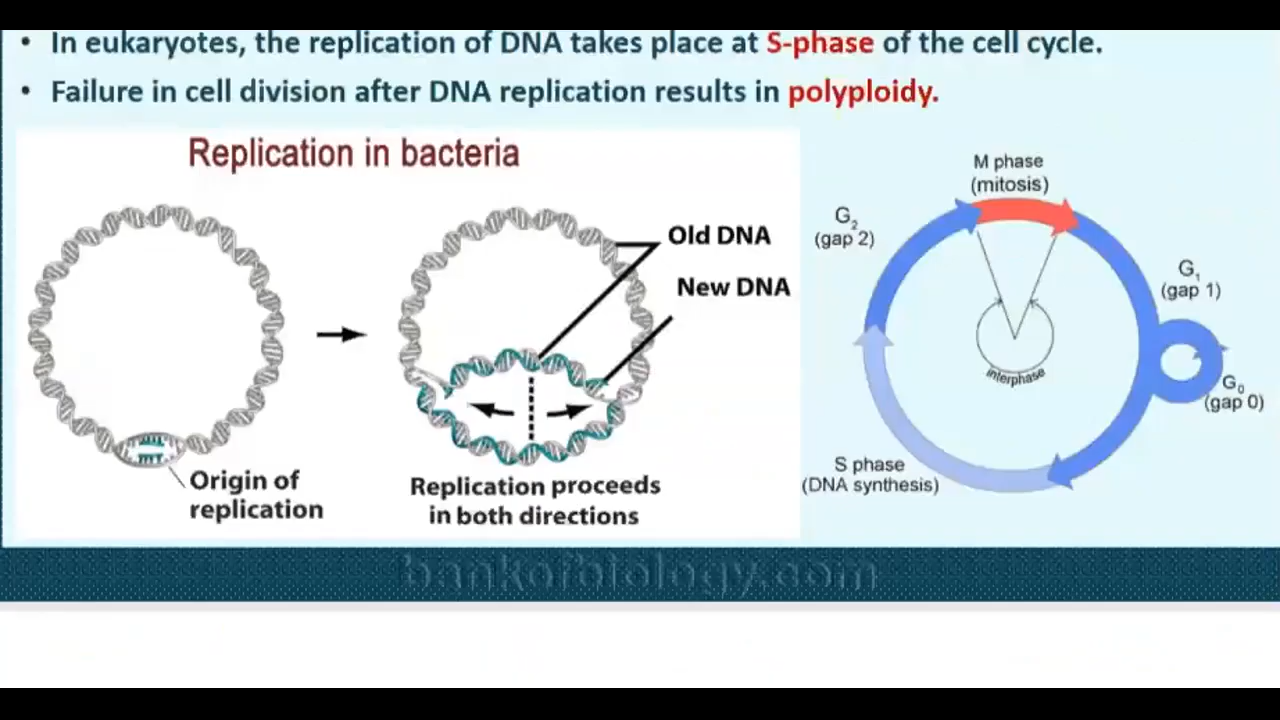 • In eukaryotes, the replication of DNA takes place at S-phase of the cell cycle.
• Failure in cell division after DNA replication results in polyploidy.
Replication in bacteria
Old DNA
New DNA
Origin of
replication
Replication proceeds
in both directions
M phase
(mitosis)
G2
(gap 2)
G1
(gap 1)
interphase
G0
(gap 0)
S phase
(DNA synthesis)
bankofbiology.com